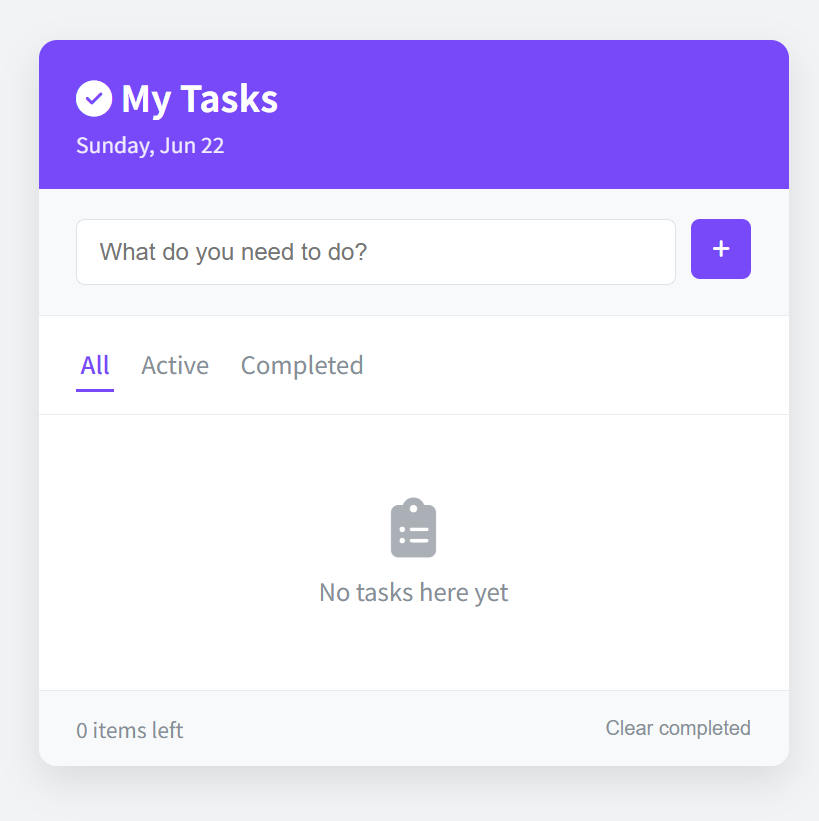 My Tasks
Sunday, Jun 22
What do you need to do?
+
All Active Completed
No tasks here yet
0 items left Clear completed